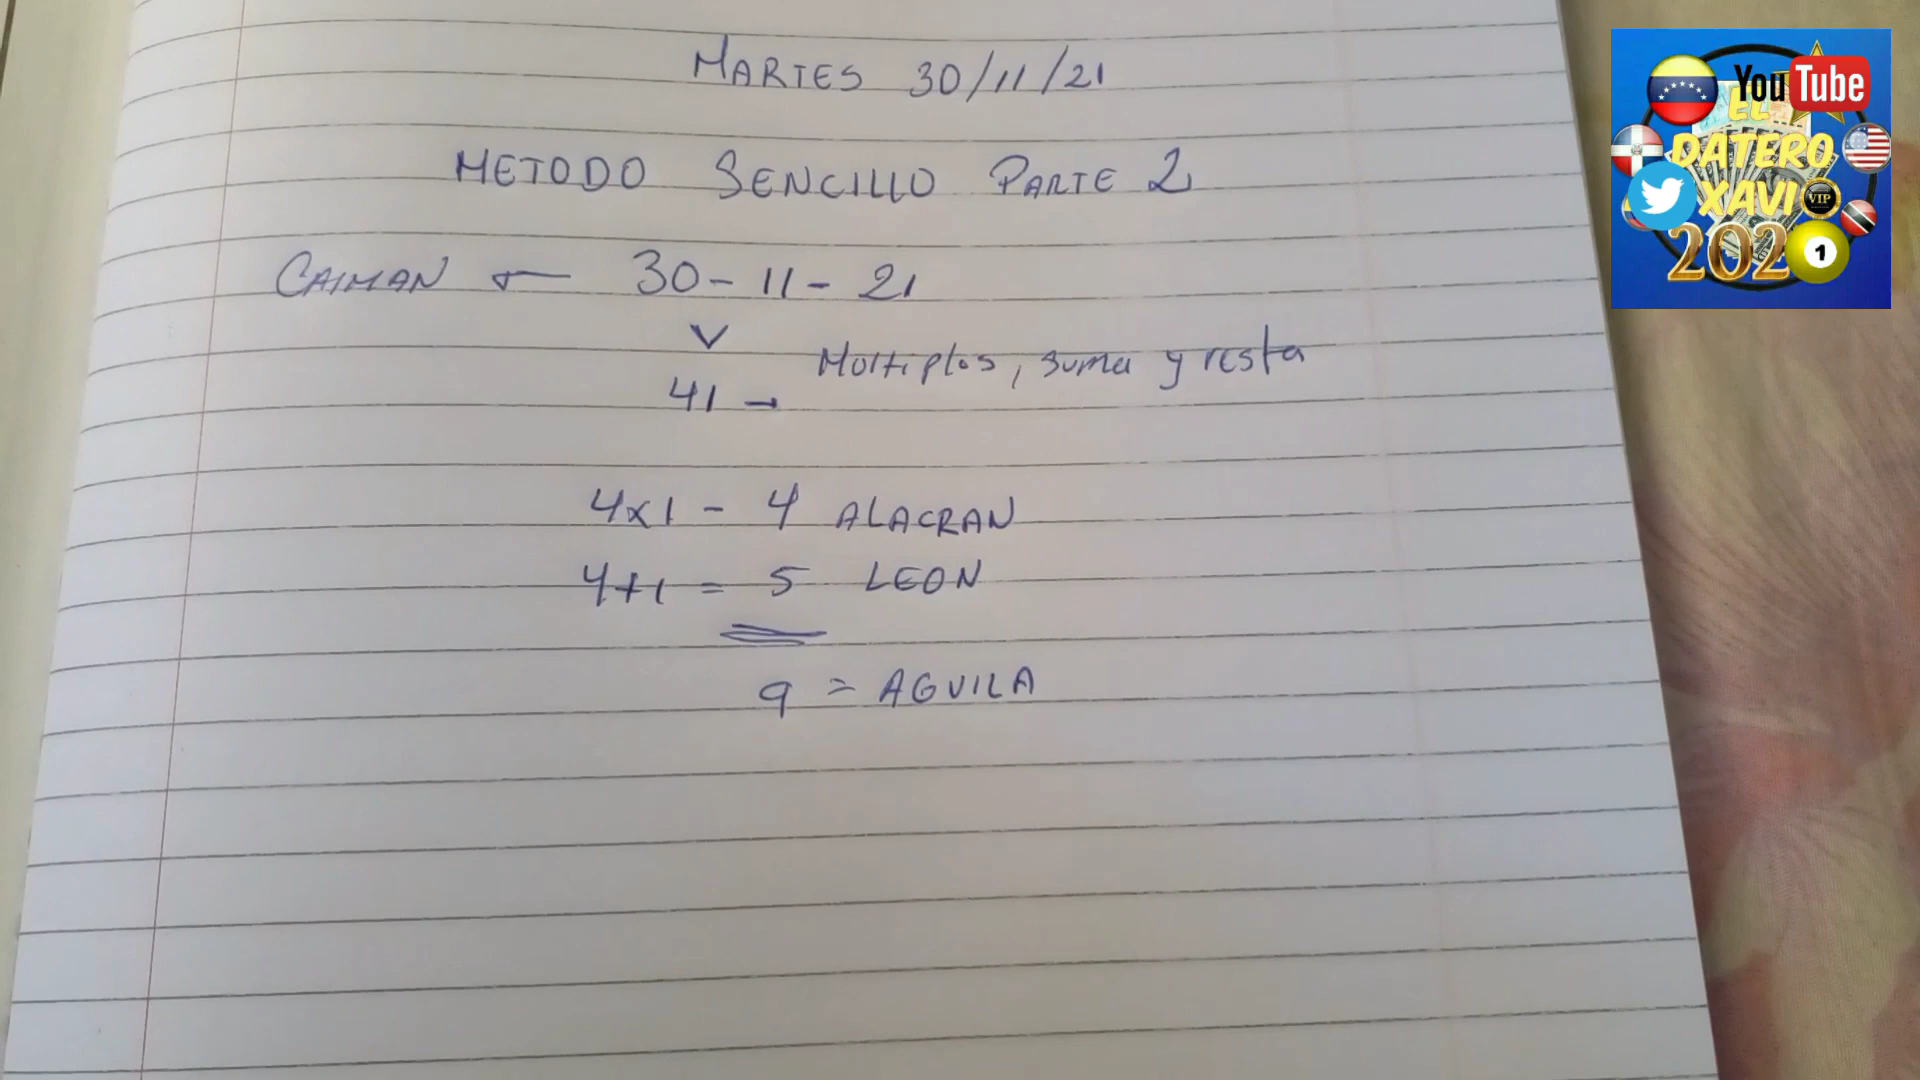 MARTES 30/11/21
METODO SENCILLO PARTE 2
CAIMAN ← 30-11-21
V
Moltiplos, suma y resta
41 →
4x1 - 4 ALACRAN
4+1 = 5 LEON
9 = AGUILA
YouTube
EL
DATERO
XAVI VIP
2021